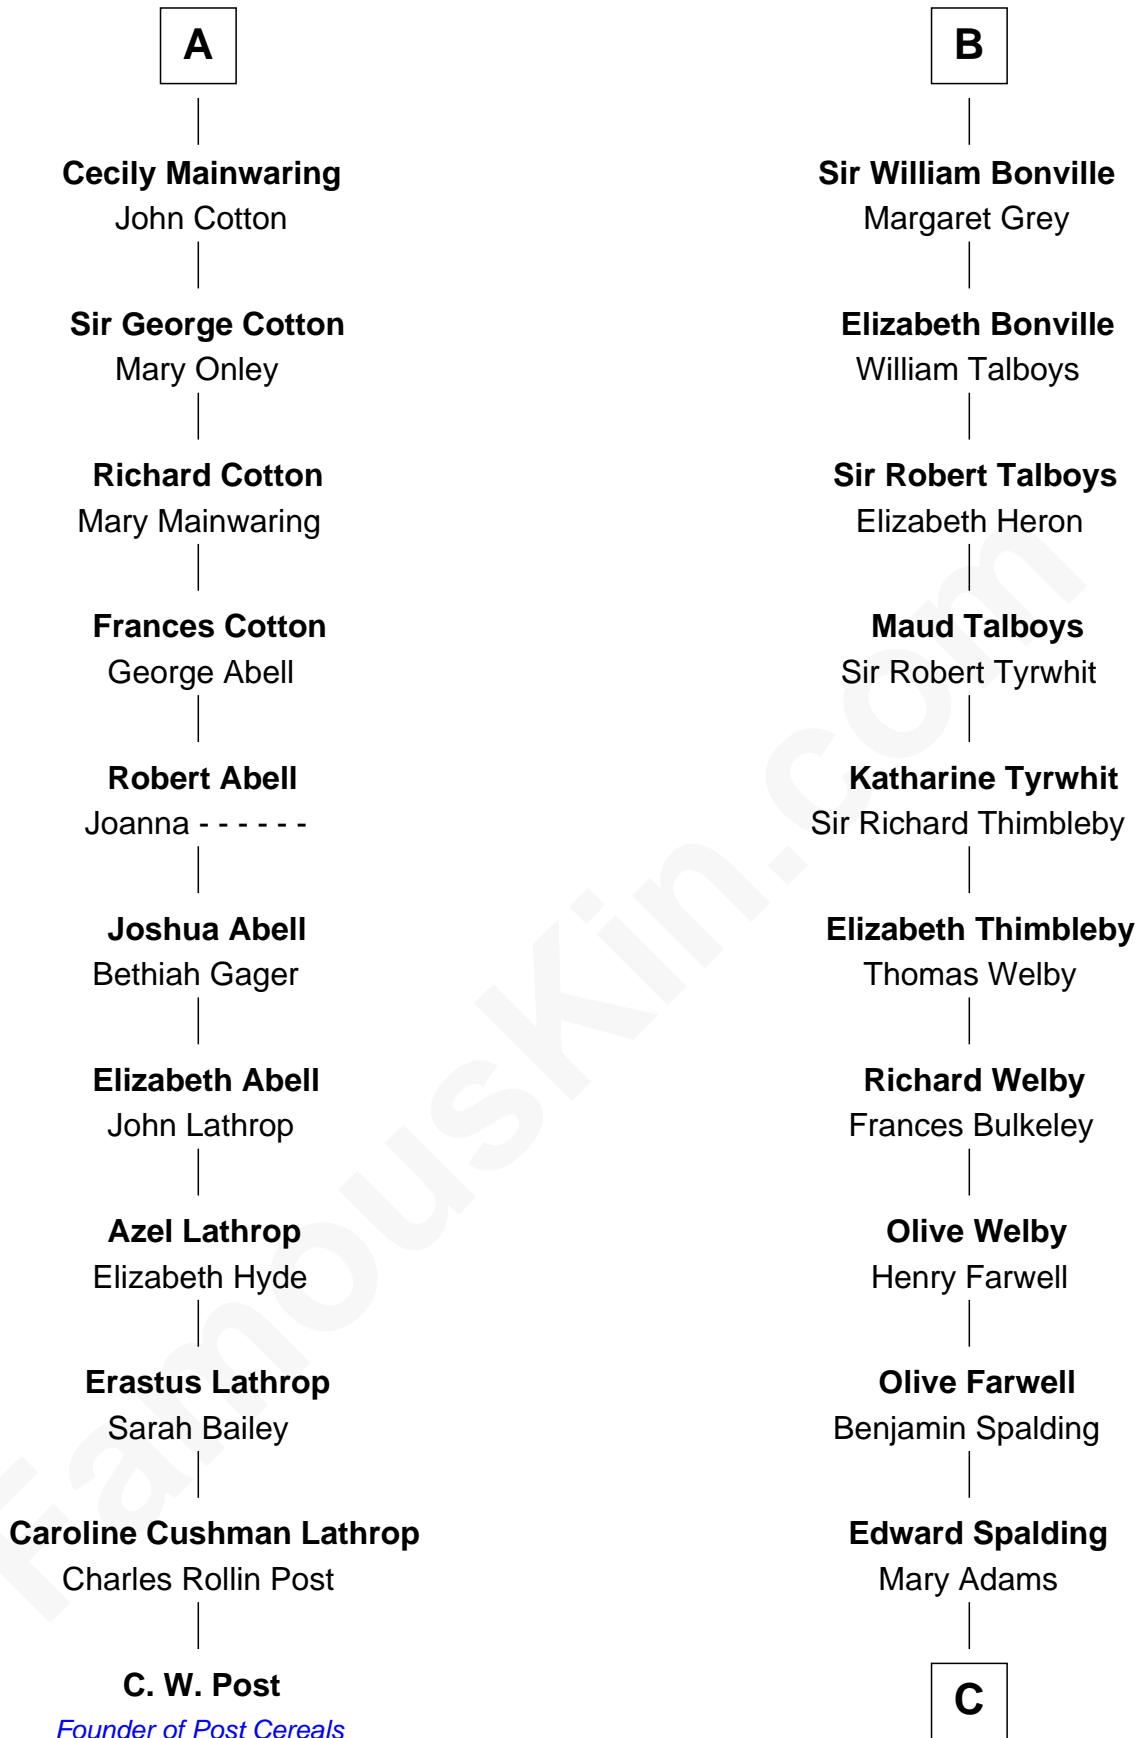 A
Cecily Mainwaring
John Cotton
Sir George Cotton
Mary Onley
Richard Cotton
Mary Mainwaring
Frances Cotton
George Abell
Robert Abell
Joanna - - - - - -
Joshua Abell
Bethiah Gager
Elizabeth Abell
John Lathrop
Azel Lathrop
Elizabeth Hyde
Erastus Lathrop
Sarah Bailey
Caroline Cushman Lathrop
Charles Rollin Post
C. W. Post
Founder of Post Cereals
B
Sir William Bonville
Margaret Grey
Elizabeth Bonville
William Talboys
Sir Robert Talboys
Elizabeth Heron
Maud Talboys
Sir Robert Tyrwhit
Katharine Tyrwhit
Sir Richard Thimbleby
Elizabeth Thimbleby
Thomas Welby
Richard Welby
Frances Bulkeley
Olive Welby
Henry Farwell
Olive Farwell
Benjamin Spalding
Edward Spalding
Mary Adams
C
FamousKin.com